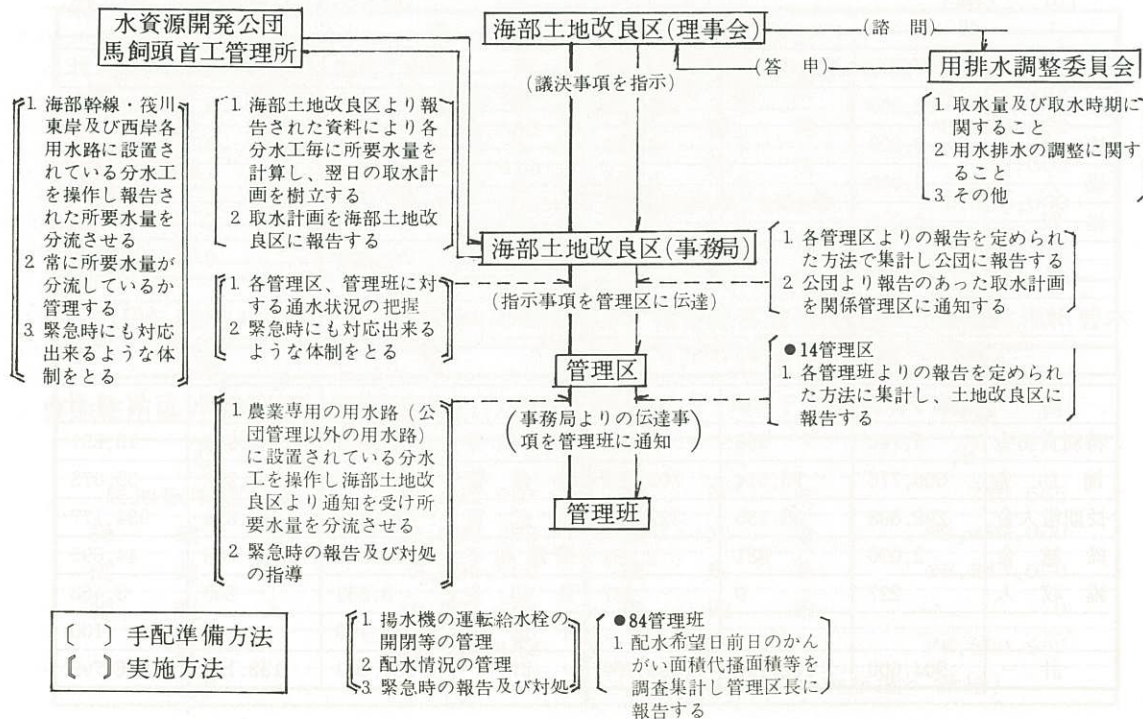 水資源開発公団
馬飼頭首工管理所
海部土地改良区(理事会)
(諮問)
(答申)
用排水調整委員会
(議決事項を指示)
1. 海部幹線・筏川
東岸及び西岸各
用水路に設置さ
れている分水工
を操作し報告さ
れた所要水量を
分流させる
2. 常に所要水量が
分流しているか
管理する
3. 緊急時にも対応
出来るような体
制をとる
1. 海部土地改良区より報
告された資料により各
分水工毎に所要水量を
計算し、翌日の取水計
画を樹立する
2. 取水計画を海部土地改
良区に報告する
1. 取水量及び取水時期に
関すること
2. 用水排水の調整に関す
ること
3. その他
海部土地改良区(事務局)
1. 各管理区、管理班に対
する通水状況の把握
2. 緊急時にも対応出来る
ような体制をとる
(指示事項を管理区に伝達)
1. 各管理区よりの報告を定められ
た方法で集計し公団に報告する
2. 公団より報告のあった取水計画
を関係管理区に通知する
管理区
●14管理区
1. 各管理班よりの報告を定められ
た方法に集計し、土地改良区に
報告する
1. 農業専用の用水路(公
団管理以外の用水路)
に設置されている分水
工を操作し海部土地改
良区より通知を受け所
要水量を分流させる
2. 緊急時の報告及び対処
の指導
(事務局よりの伝達事
項を管理班に通知)
管理班
〔 〕手配準備方法
〔 〕実施方法
1. 揚水機の運転給水栓の
開閉等の管理
2. 配水情況の管理
3. 緊急時の報告及び対処
●84管理班
1. 配水希望日前日のかん
がい面積代掻面積等を
調査集計し管理区長に
報告する